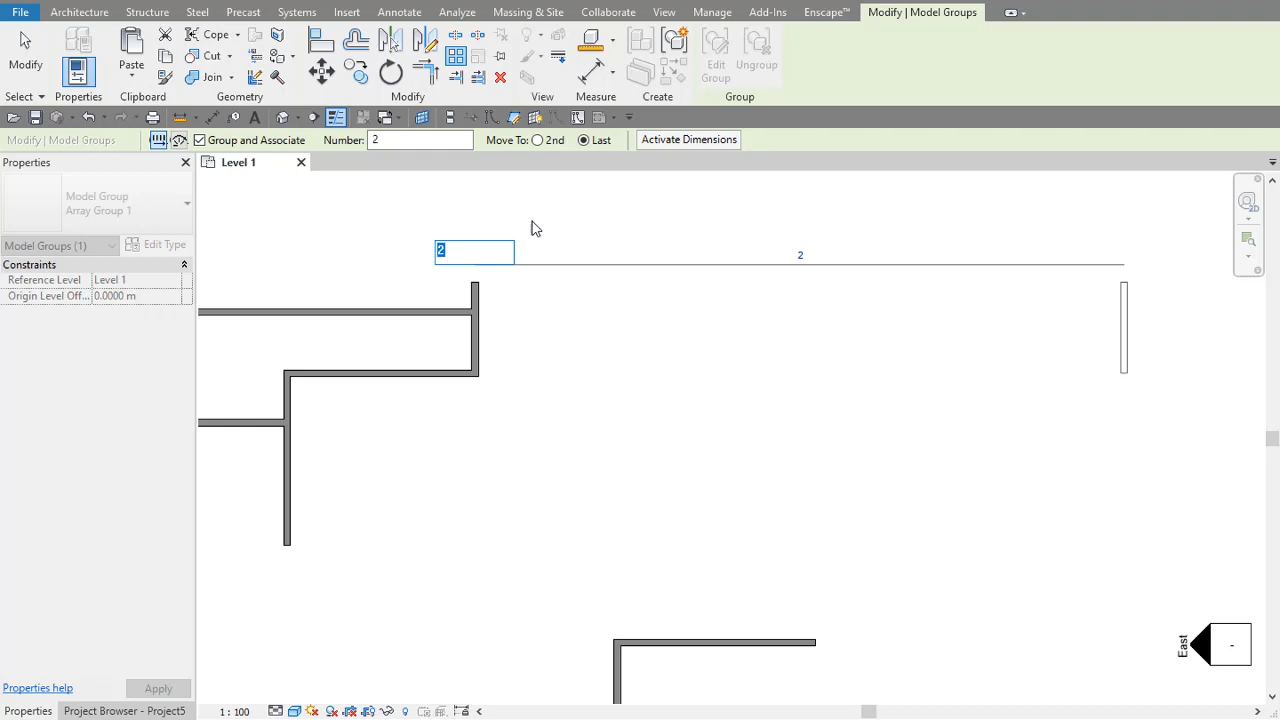 File Architecture Structure Steel Precast Systems Insert Annotate Analyze Massing & Site Collaborate View Manage Add-Ins Enscape™ Modify | Model Groups
Modify Paste Cope Cut Join Edit Group Ungroup
Select Properties Clipboard Geometry Modify View Measure Create Group
Modify | Model Groups Group and Associate Number: 2 Move To: 2nd Last Activate Dimensions
Properties Level 1
Model Group
Array Group 1
Model Groups (1) Edit Type
Constraints
Reference Level Level 1
Origin Level Off... 0.0000 m
2
2
East
-
Properties help Apply
Properties Project Browser - Project5 1 : 100